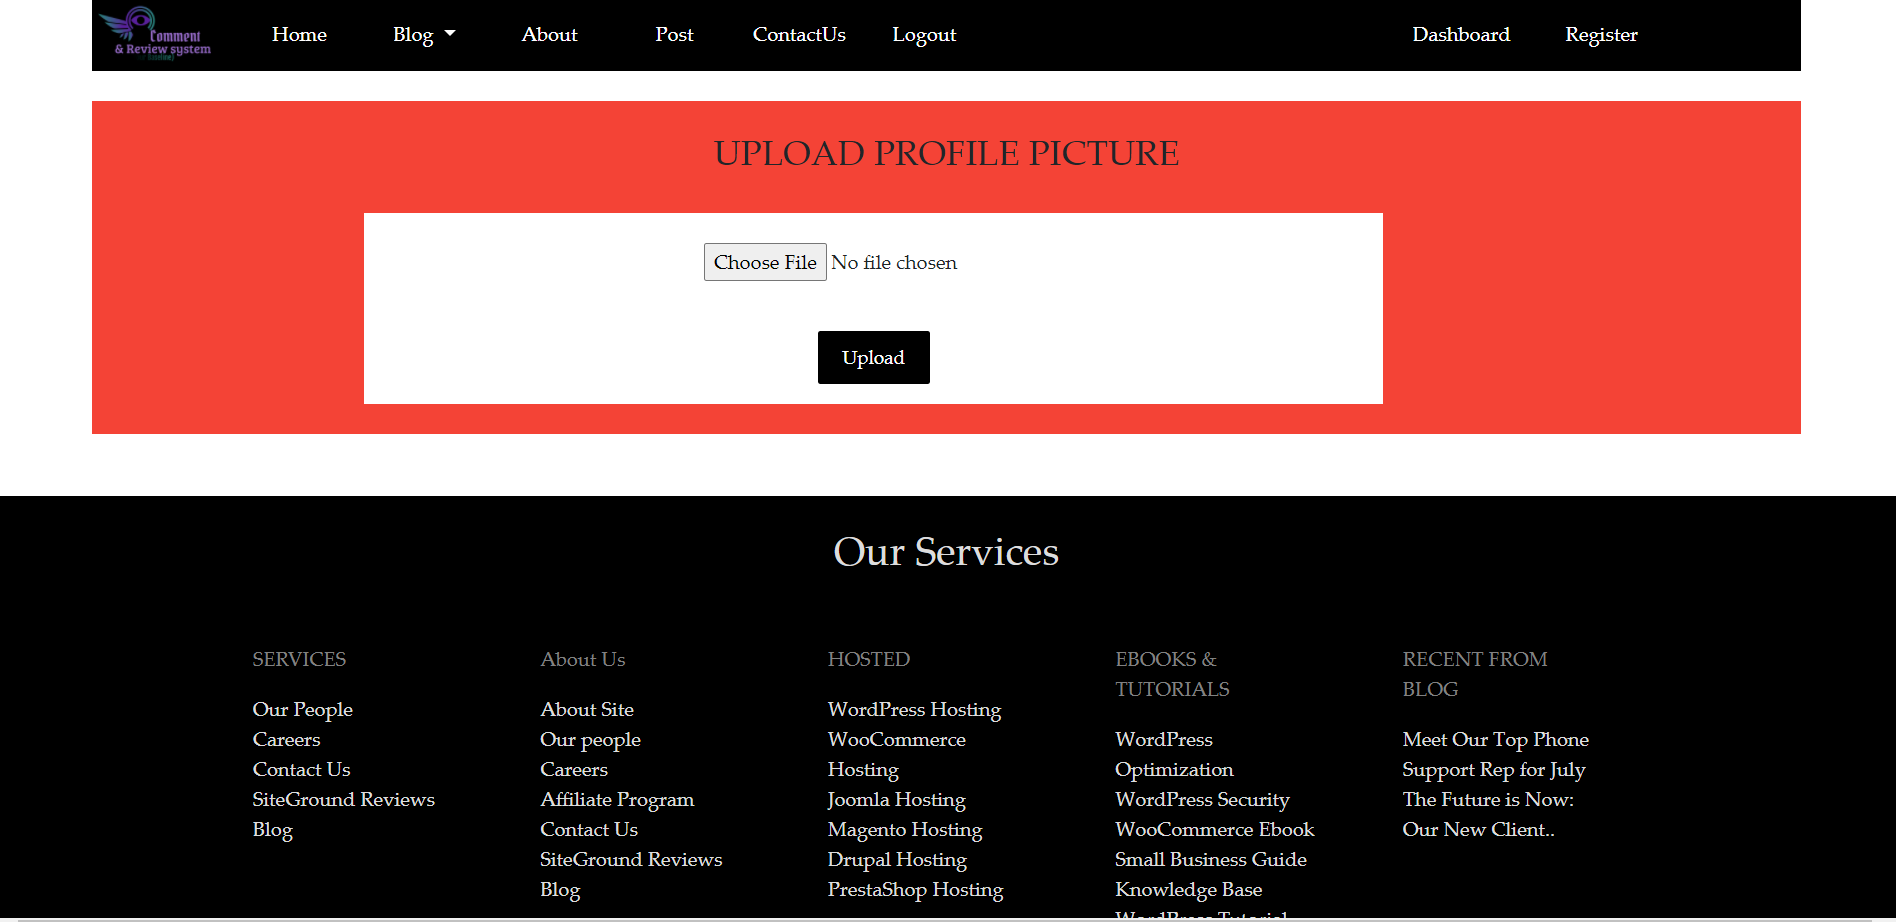 Comment
& Review system
Home
Blog
About
Post
ContactUs
Logout
Dashboard
Register
UPLOAD PROFILE PICTURE
Choose File No file chosen
Upload
Our Services
SERVICES
Our People
Careers
Contact Us
SiteGround Reviews
Blog
About Us
About Site
Our people
Careers
Affiliate Program
Contact Us
SiteGround Reviews
Blog
HOSTED
WordPress Hosting
WooCommerce
Hosting
Joomla Hosting
Magento Hosting
Drupal Hosting
PrestaShop Hosting
EBOOKS &
TUTORIALS
WordPress
Optimization
WordPress Security
WooCommerce Ebook
Small Business Guide
Knowledge Base
WordPress Tutorial
RECENT FROM
BLOG
Meet Our Top Phone
Support Rep for July
The Future is Now:
Our New Client..